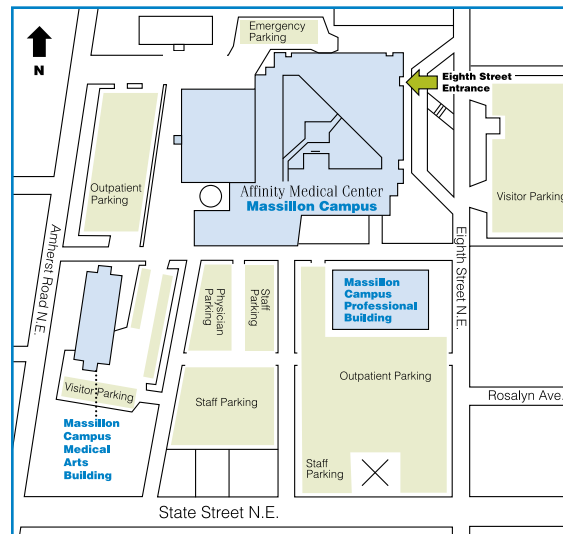 Emergency
Parking
N
Eighth Street
Entrance
Outpatient
Parking
Affinity Medical Center
Massillon Campus
Visitor Parking
Amherst Road N.E.
Eighth Street N.E.
Physician
Parking
Staff
Parking
Massillon
Campus
Professional
Building
Visitor Parking
Staff Parking
Outpatient Parking
Rosalyn Ave.
Massillon
Campus
Medical
Arts
Building
Staff
Parking
State Street N.E.